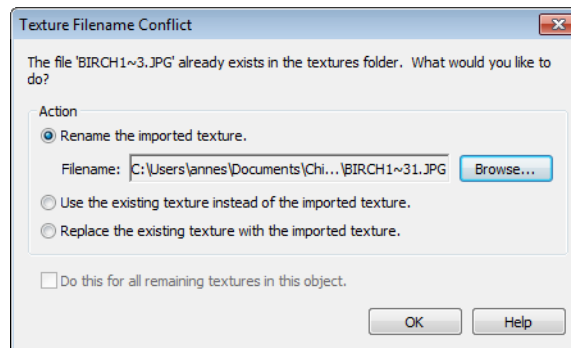 Texture Filename Conflict
The file 'BIRCH1~3.JPG' already exists in the textures folder. What would you like to
do?
Action
Rename the imported texture.
Filename: C:\Users\annes\Documents\Chi...\BIRCH1~31.JPG Browse...
Use the existing texture instead of the imported texture.
Replace the existing texture with the imported texture.
Do this for all remaining textures in this object.
OK Help